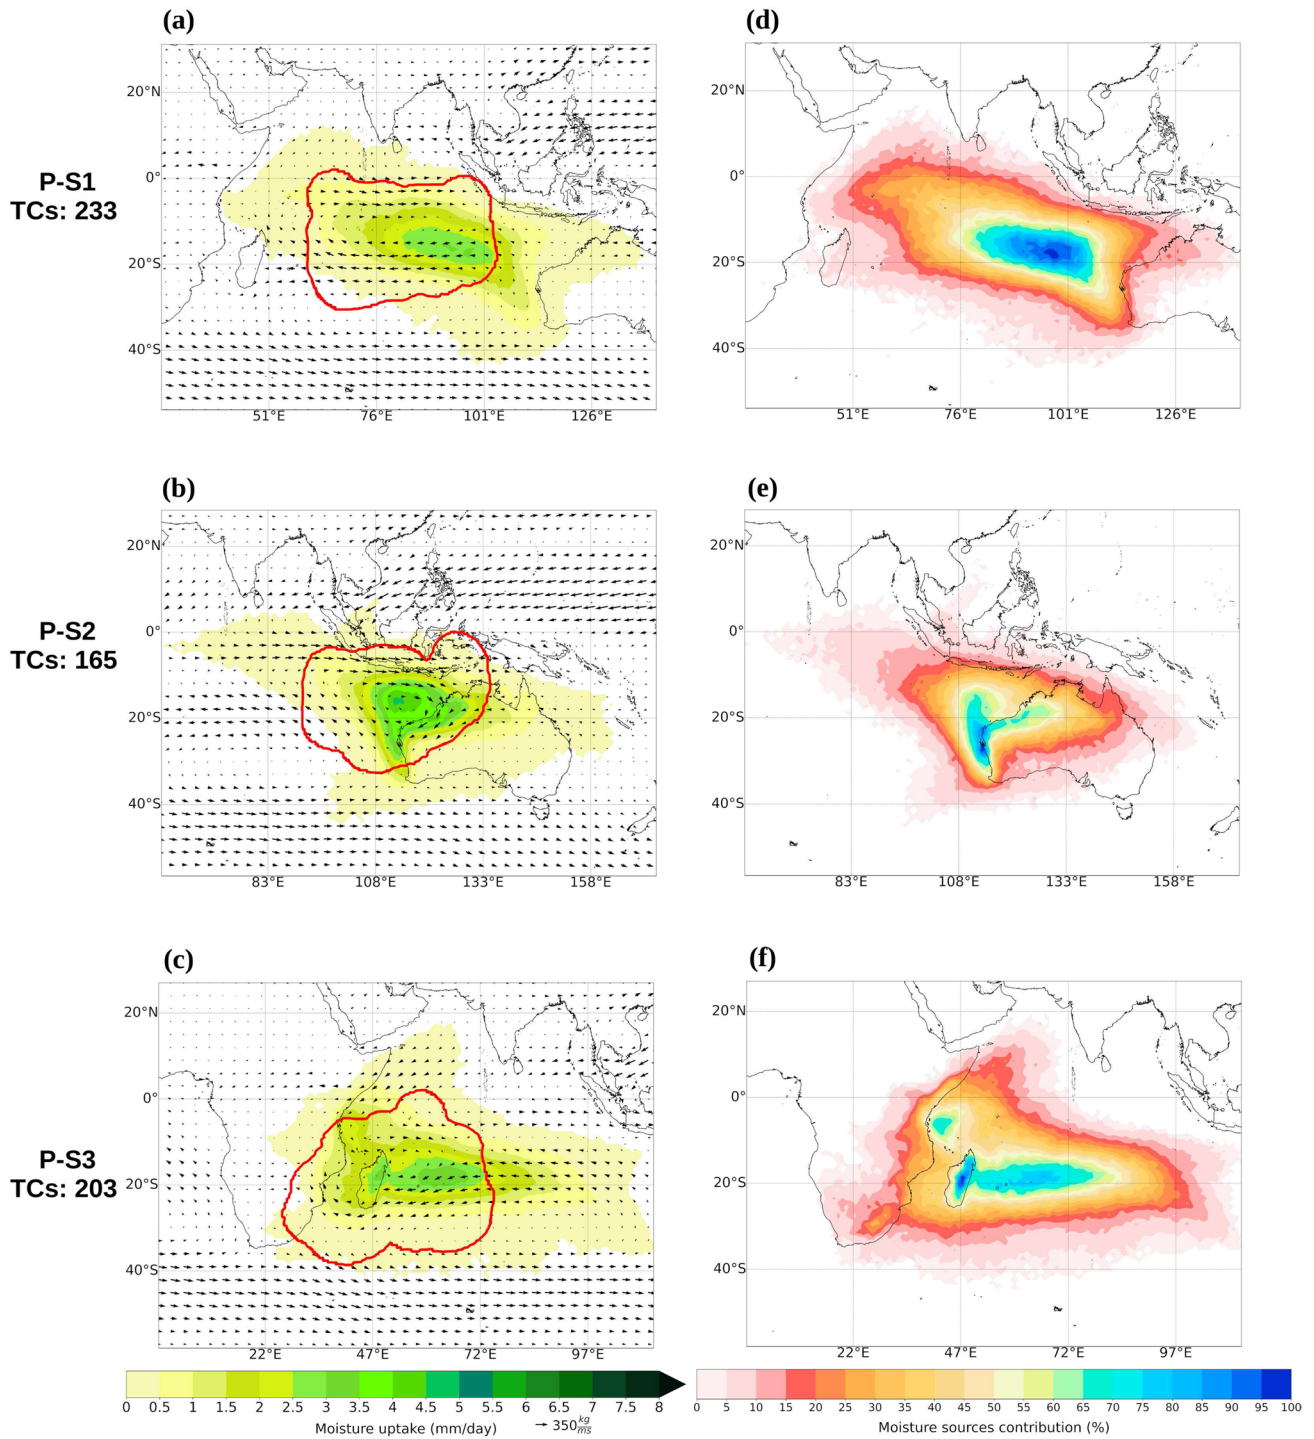 (a)
(d)
P-S1
TCs: 233
20°N
0°
20°S
40°S
51°E 76°E 101°E 126°E
20°N
0°
20°S
40°S
51°E 76°E 101°E 126°E
(b)
(e)
P-S2
TCs: 165
20°N
0°
20°S
40°S
83°E 108°E 133°E 158°E
20°N
0°
20°S
40°S
83°E 108°E 133°E 158°E
(c)
(f)
P-S3
TCs: 203
20°N
0°
20°S
40°S
22°E 47°E 72°E 97°E
20°N
0°
20°S
40°S
22°E 47°E 72°E 97°E
0 0.5 1 1.5 2 2.5 3 3.5 4 4.5 5 5.5 6 6.5 7 7.5 8
Moisture uptake (mm/day)
350 kg/ms
0 5 10 15 20 25 30 35 40 45 50 60 65 70 75 80 85 90 95 100
Moisture sources contribution (%)